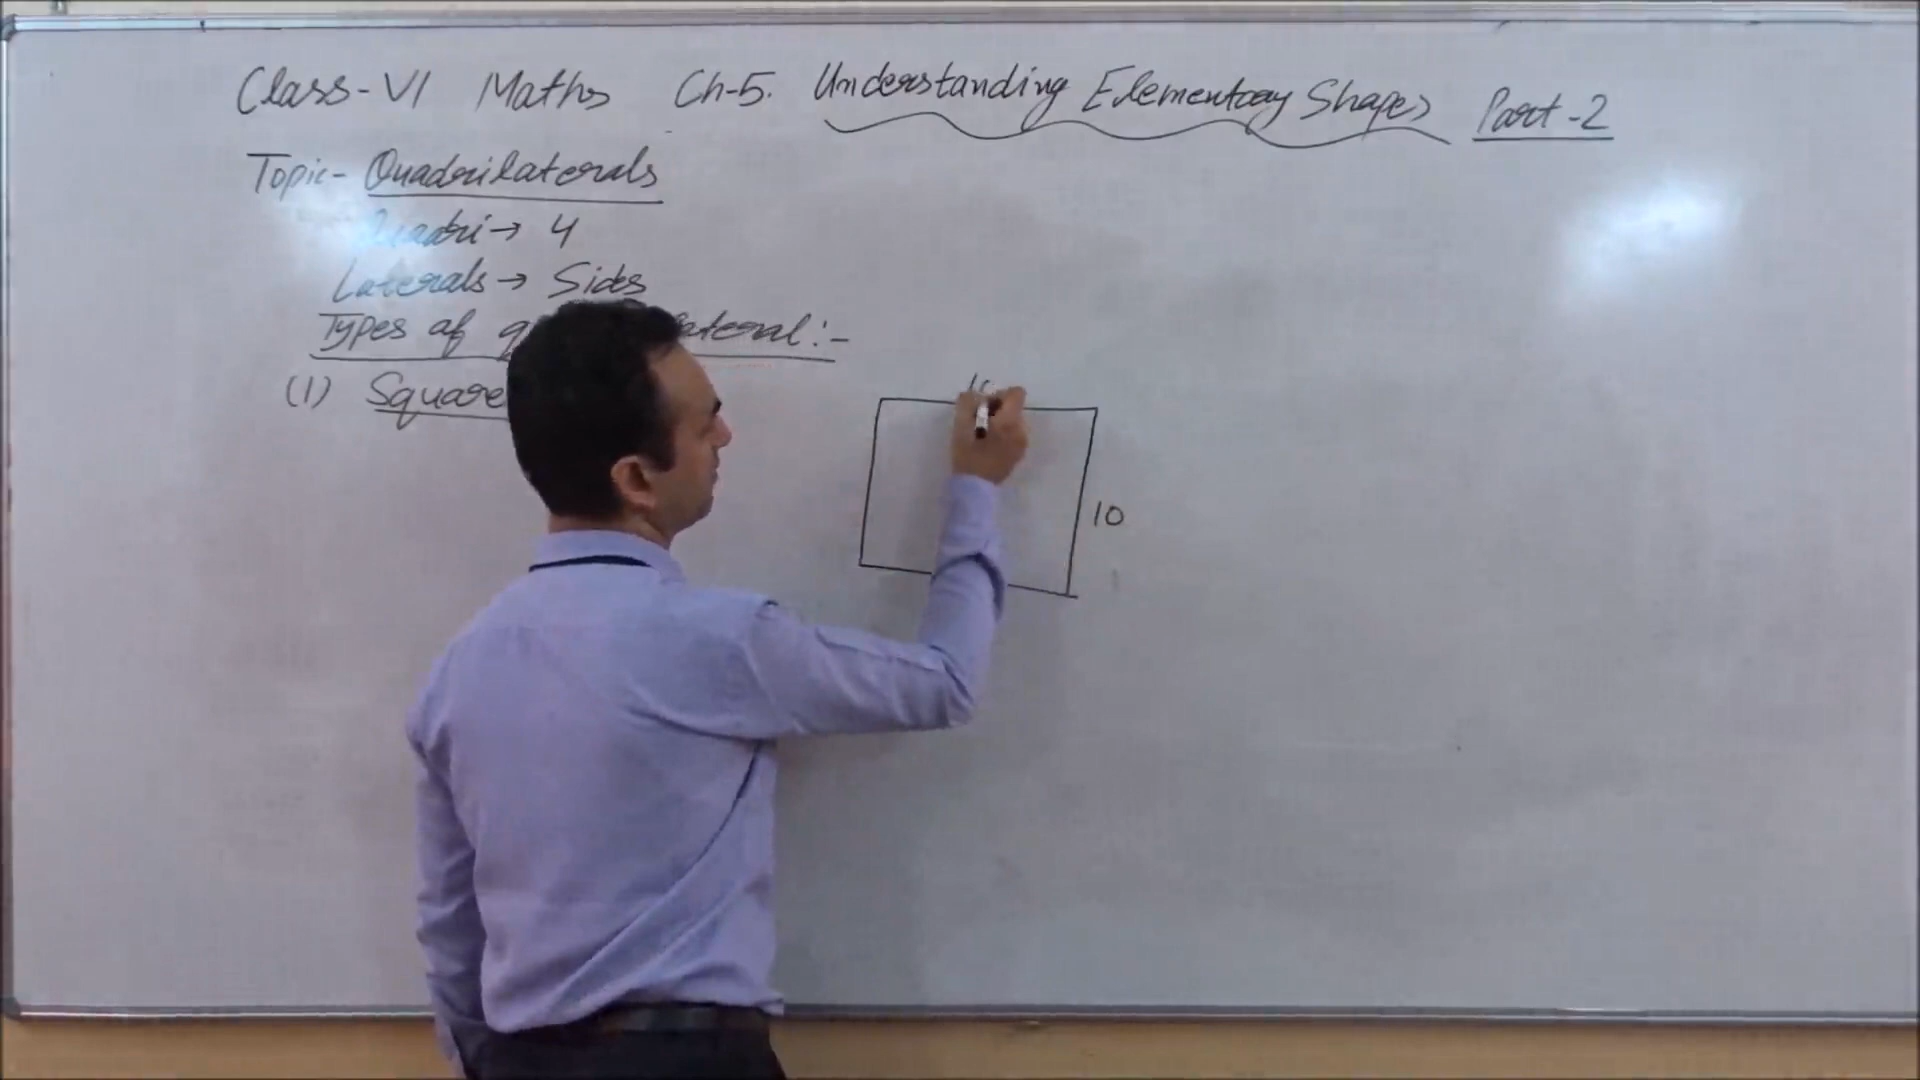 Class-VI Maths Ch-5. Understanding Elementary Shapes Part-2
Topic- Quadrilaterals
Quadri→ 4
Laterals→ Sides
Types of
(1) Square
10